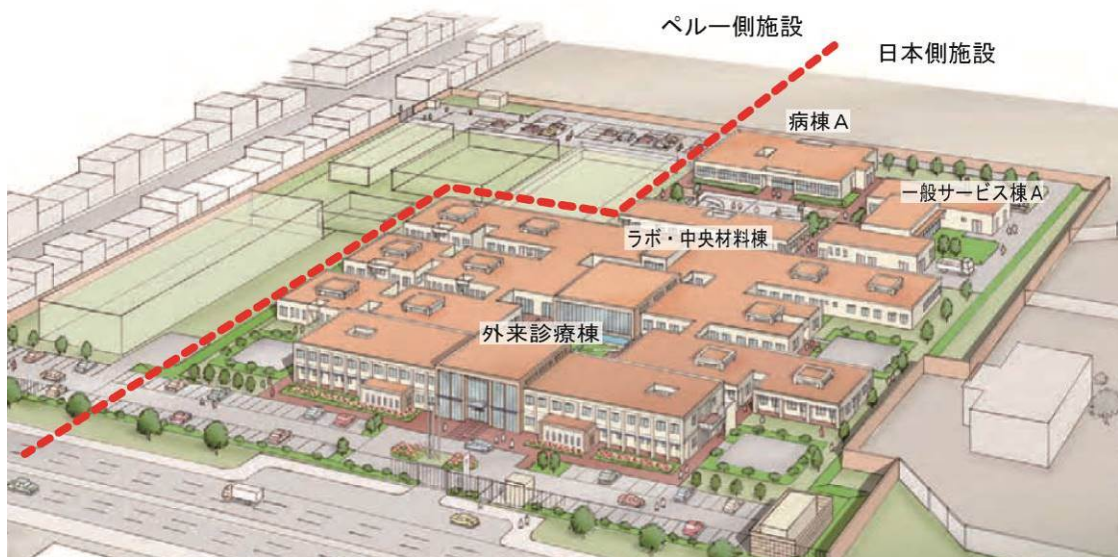 ペルー側施設
日本側施設
病棟A
一般サービス棟A
ラボ・中央材料棟
外来診療棟